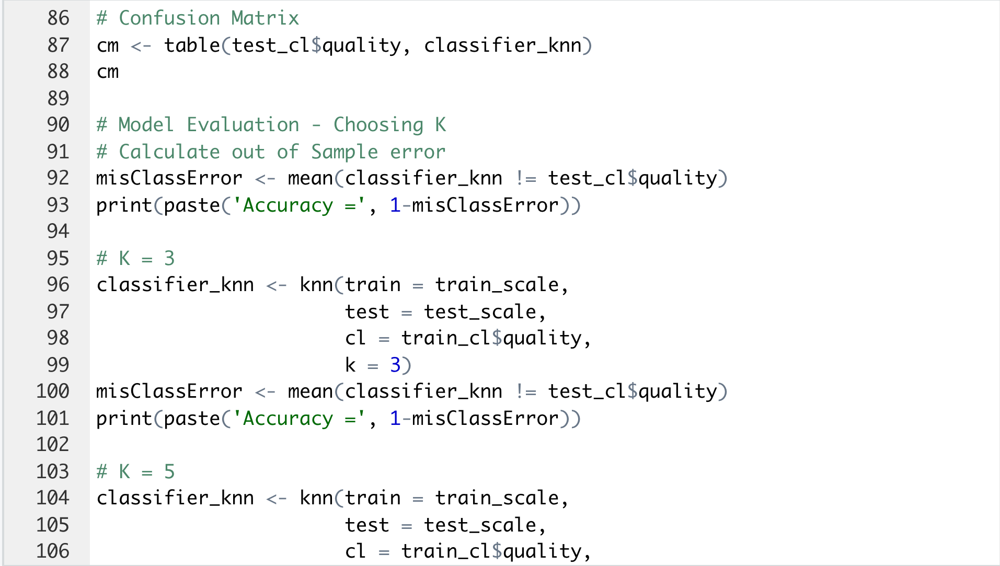 86 # Confusion Matrix
87 cm <- table(test_cl$quality, classifier_knn)
88 cm
89
90 # Model Evaluation - Choosing K
91 # Calculate out of Sample error
92 misClassError <- mean(classifier_knn != test_cl$quality)
93 print(paste('Accuracy =', 1-misClassError))
94
95 # K = 3
96 classifier_knn <- knn(train = train_scale,
97                       test = test_scale,
98                       cl = train_cl$quality,
99                       k = 3)
100 misClassError <- mean(classifier_knn != test_cl$quality)
101 print(paste('Accuracy =', 1-misClassError))
102
103 # K = 5
104 classifier_knn <- knn(train = train_scale,
105                       test = test_scale,
106                       cl = train_cl$quality,